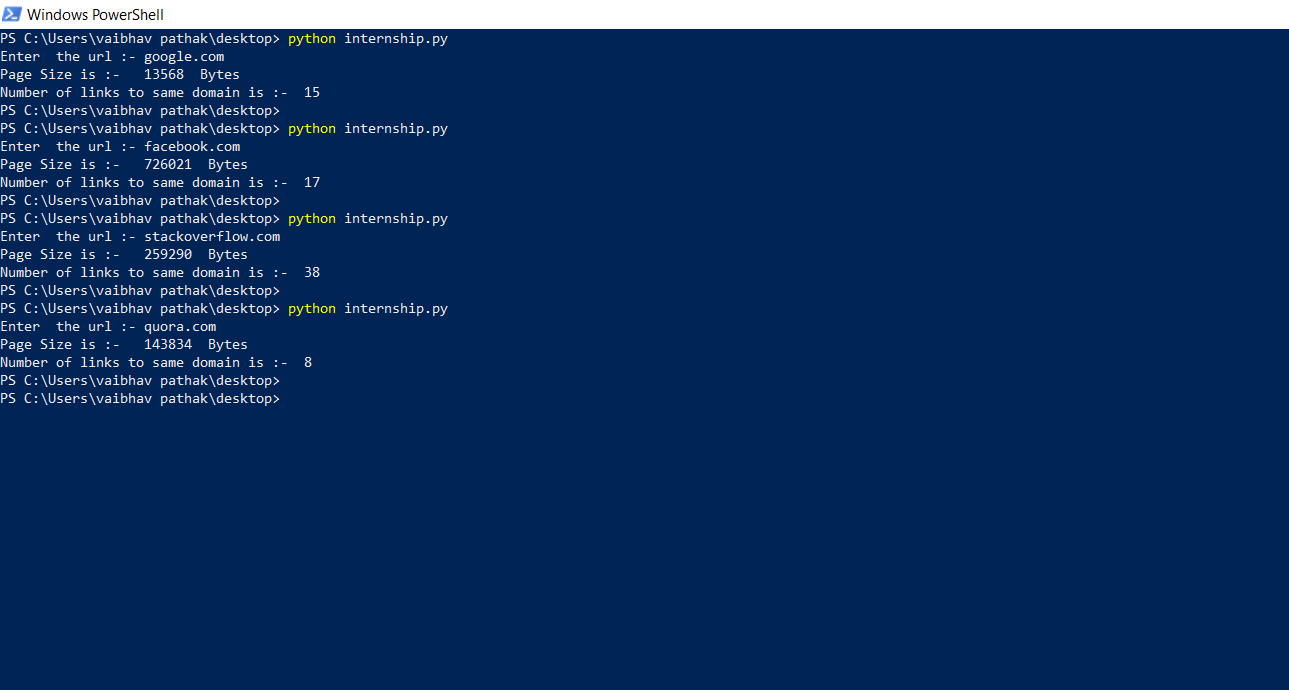 Windows PowerShell
PS C:\Users\vaibhav pathak\desktop> python internship.py
Enter  the url :- google.com
Page Size is :-   13568  Bytes
Number of links to same domain is :-  15
PS C:\Users\vaibhav pathak\desktop>
PS C:\Users\vaibhav pathak\desktop> python internship.py
Enter  the url :- facebook.com
Page Size is :-   726021  Bytes
Number of links to same domain is :-  17
PS C:\Users\vaibhav pathak\desktop>
PS C:\Users\vaibhav pathak\desktop> python internship.py
Enter  the url :- stackoverflow.com
Page Size is :-   259290  Bytes
Number of links to same domain is :-  38
PS C:\Users\vaibhav pathak\desktop>
PS C:\Users\vaibhav pathak\desktop> python internship.py
Enter  the url :- quora.com
Page Size is :-   143834  Bytes
Number of links to same domain is :-  8
PS C:\Users\vaibhav pathak\desktop>
PS C:\Users\vaibhav pathak\desktop>